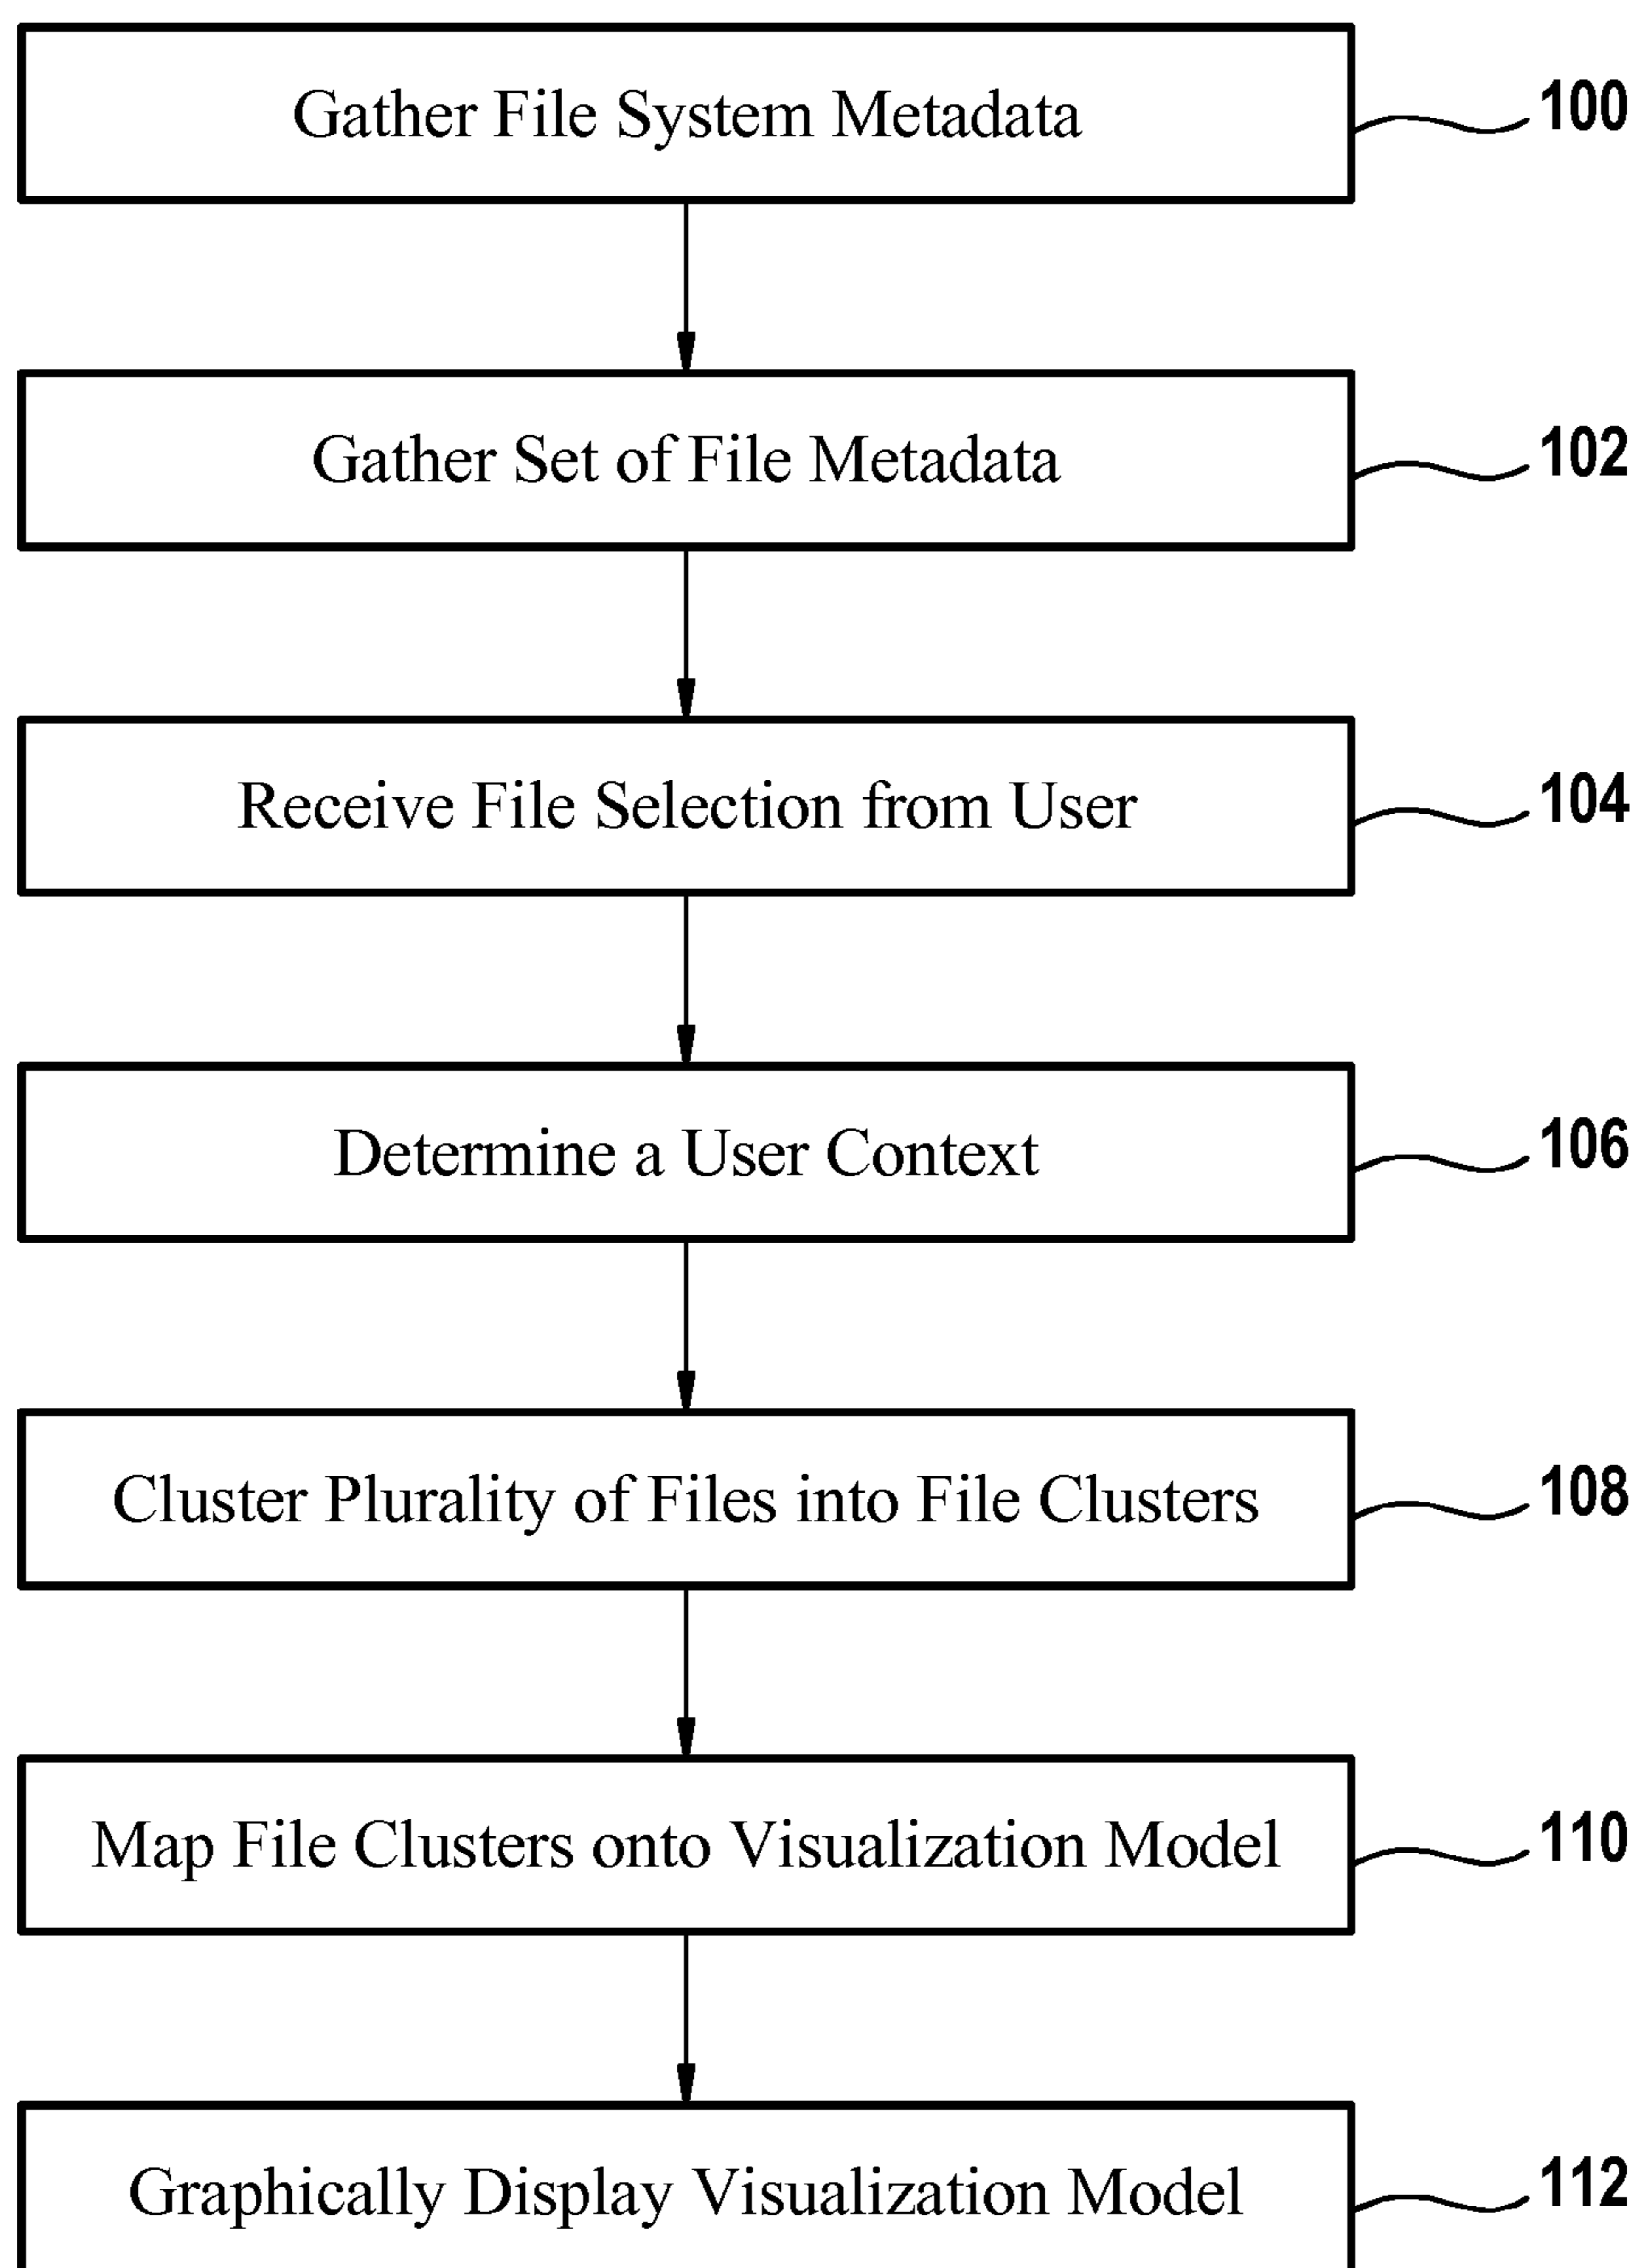 Gather File System Metadata
100
Gather Set of File Metadata
102
Receive File Selection from User
104
Determine a User Context
106
Cluster Plurality of Files into File Clusters
108
Map File Clusters onto Visualization Model
110
Graphically Display Visualization Model
112